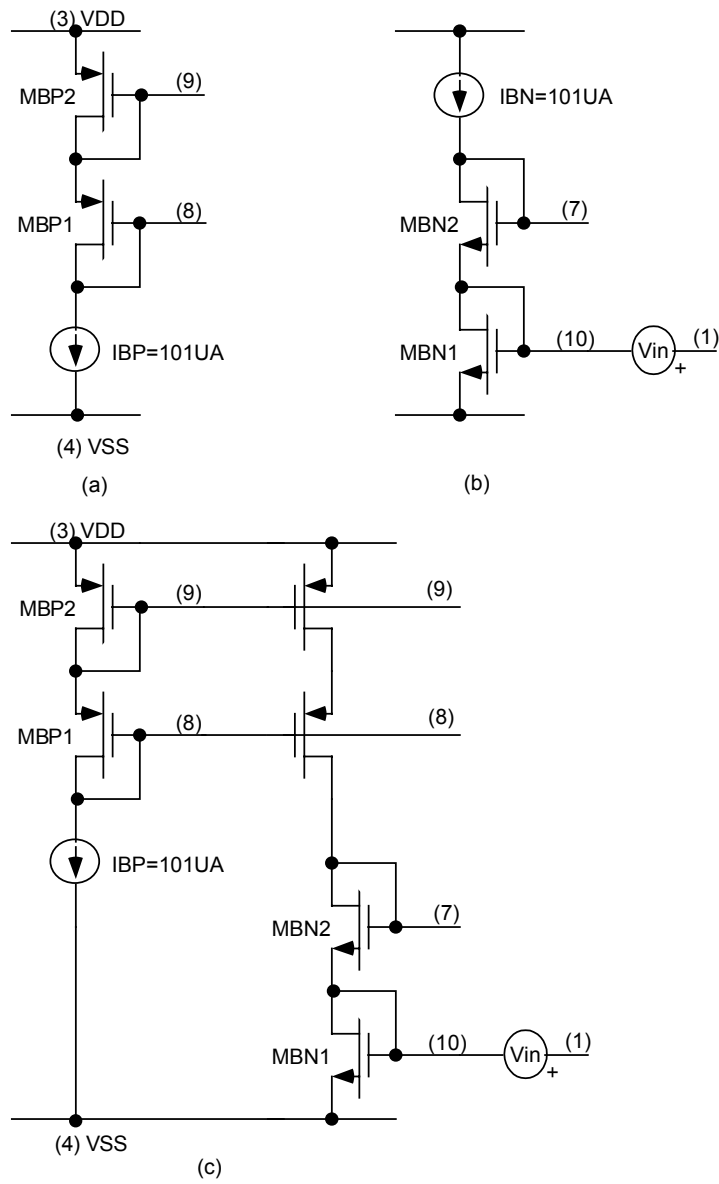 (3) VDD
MBP2
(9)
IBN=101UA
MBP1
(8)
MBN2
(7)
IBP=101UA
MBN1
(10)
Vin
+
(1)
(4) VSS
(a)
(b)
(3) VDD
MBP2
(9)
(9)
MBP1
(8)
(8)
IBP=101UA
MBN2
(7)
MBN1
(10)
Vin
+
(1)
(4) VSS
(c)